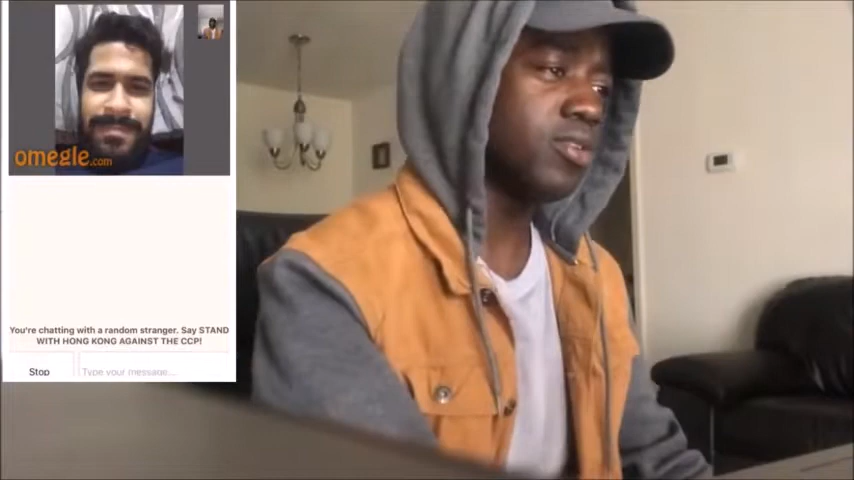 omegle.com
You're chatting with a random stranger. Say STAND
WITH HONG KONG AGAINST THE CCP!
Stop
Type your message...